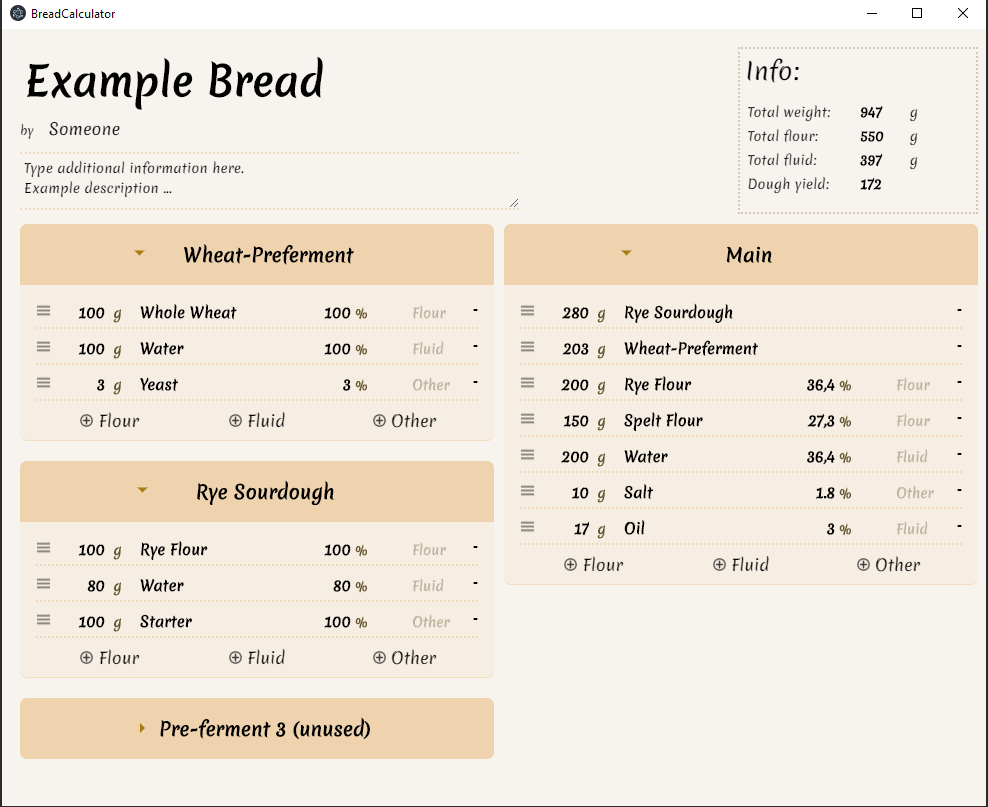 BreadCalculator
Example Bread
by Someone
Type additional information here.
Example description ...
Info:
Total weight: 947 g
Total flour: 550 g
Total fluid: 397 g
Dough yield: 172
Wheat-Preferment
100 g Whole Wheat 100 % Flour -
100 g Water 100 % Fluid -
3 g Yeast 3 % Other -
⊕ Flour ⊕ Fluid ⊕ Other
Rye Sourdough
100 g Rye Flour 100 % Flour -
80 g Water 80 % Fluid -
100 g Starter 100 % Other -
⊕ Flour ⊕ Fluid ⊕ Other
Pre-ferment 3 (unused)
Main
280 g Rye Sourdough -
203 g Wheat-Preferment -
200 g Rye Flour 36,4 % Flour -
150 g Spelt Flour 27,3 % Flour -
200 g Water 36,4 % Fluid -
10 g Salt 1.8 % Other -
17 g Oil 3 % Fluid -
⊕ Flour ⊕ Fluid ⊕ Other